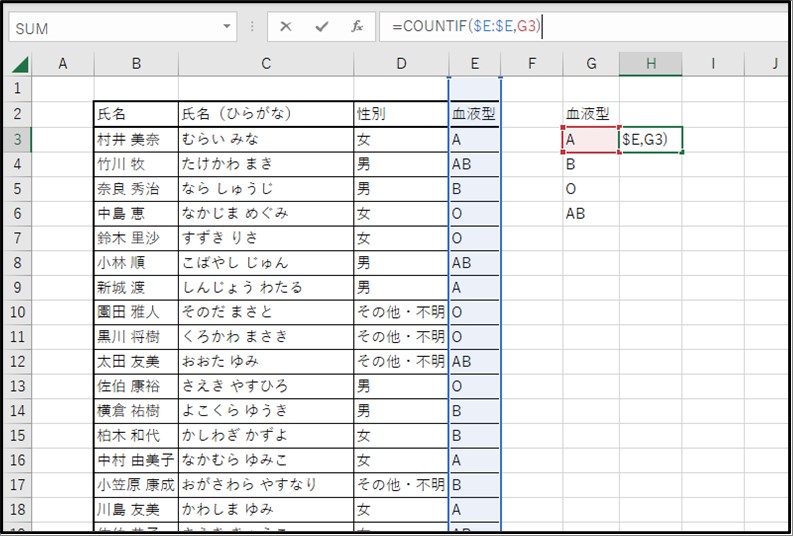 SUM =COUNTIF($E:$E,G3)
A B C D E F G H I J
1
2 氏名 氏名（ひらがな） 性別 血液型 血液型
3 村井 美奈 むらい みな 女 A A $E,G3)
4 竹川 牧 たけかわ まき 男 AB B
5 奈良 秀治 なら しゅうじ 男 B O
6 中島 恵 なかじま めぐみ 女 O AB
7 鈴木 里沙 すずき りさ 女 O
8 小林 順 こばやし じゅん 男 AB
9 新城 渡 しんじょう わたる 男 A
10 園田 雅人 そのだ まさと その他・不明 O
11 黒川 将樹 くろかわ まさき その他・不明 O
12 太田 友美 おおた ゆみ その他・不明 AB
13 佐伯 康裕 さえき やすひろ 男 O
14 横倉 祐樹 よこくら ゆうき 男 B
15 柏木 和代 かしわぎ かずよ 女 B
16 中村 由美子 なかむら ゆみこ 女 A
17 小笠原 康成 おがさわら やすなり その他・不明 B
18 川島 友美 かわしま ゆみ 女 A